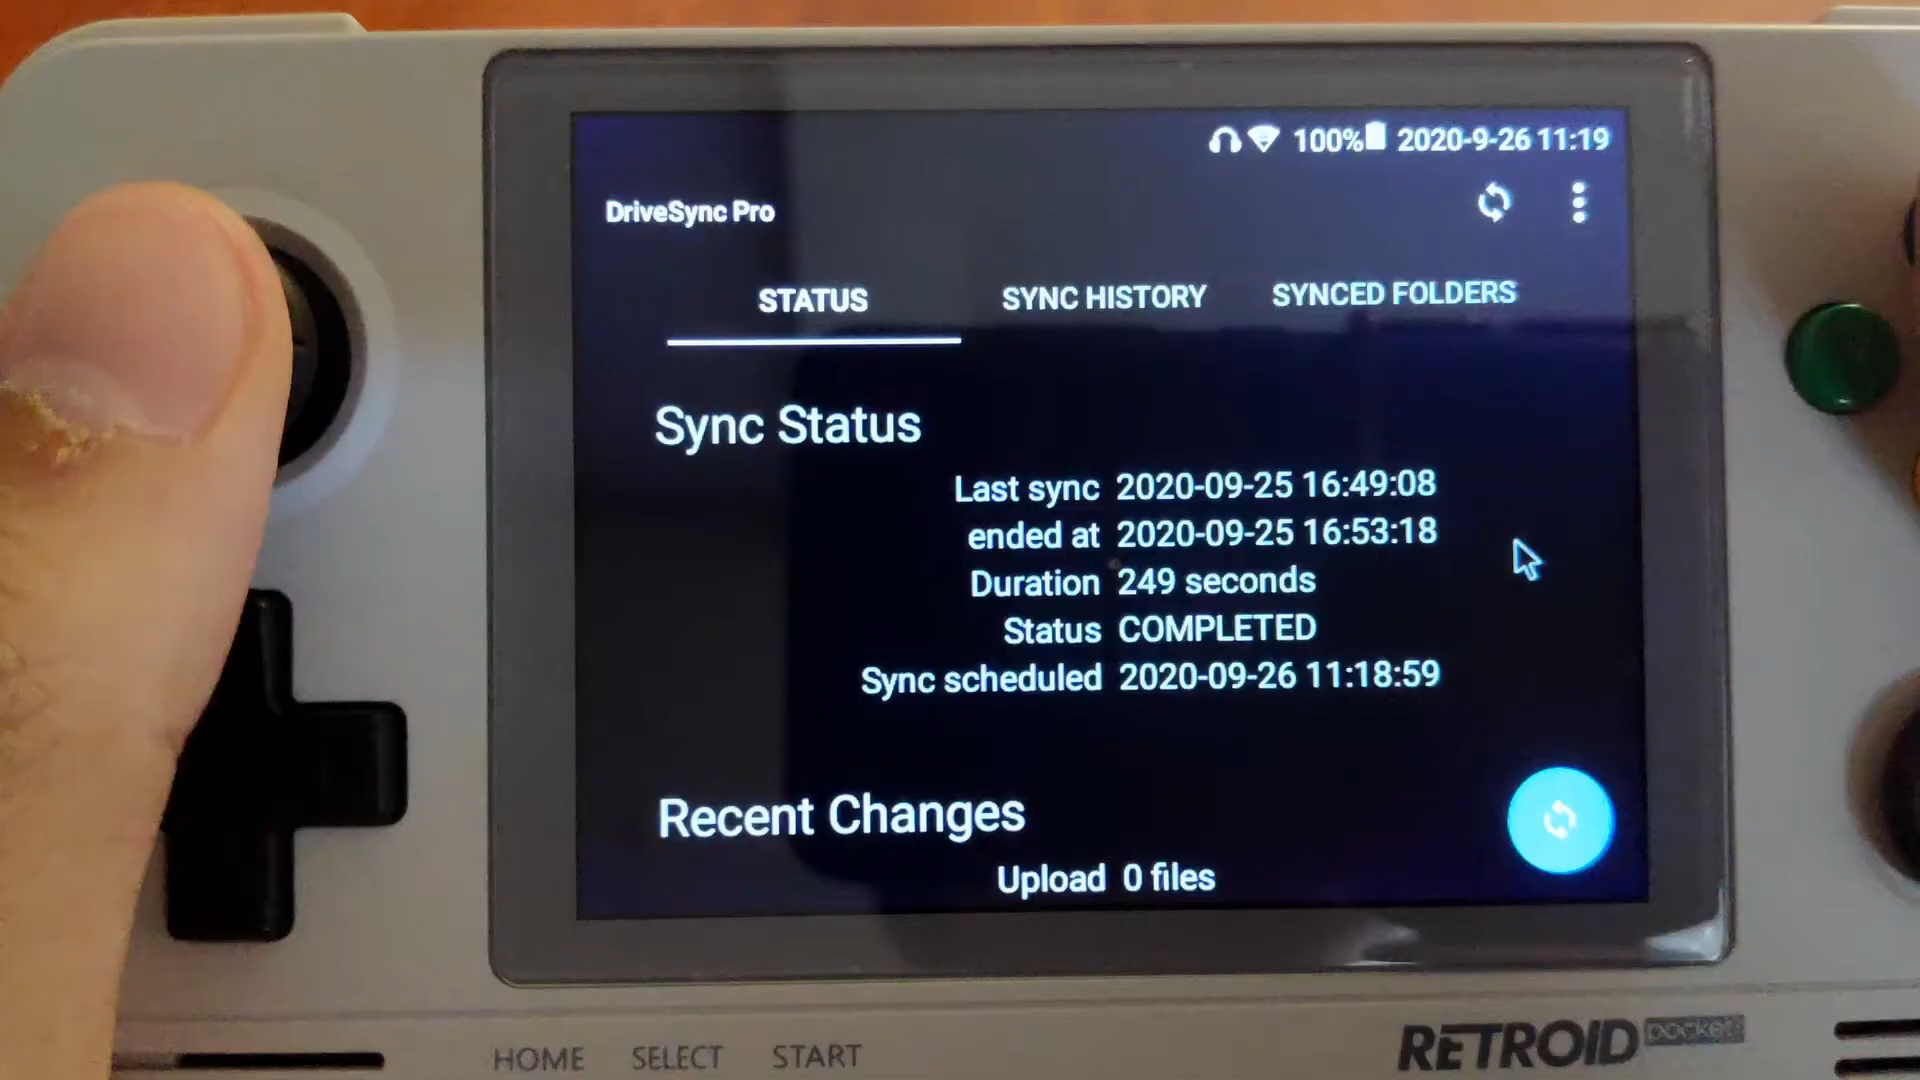 100% 2020-9-26 11:19
DriveSync Pro
STATUS SYNC HISTORY SYNCED FOLDERS
Sync Status
Last sync 2020-09-25 16:49:08
ended at 2020-09-25 16:53:18
Duration 249 seconds
Status COMPLETED
Sync scheduled 2020-09-26 11:18:59
Recent Changes
Upload 0 files
HOME SELECT START
RETROID pocket